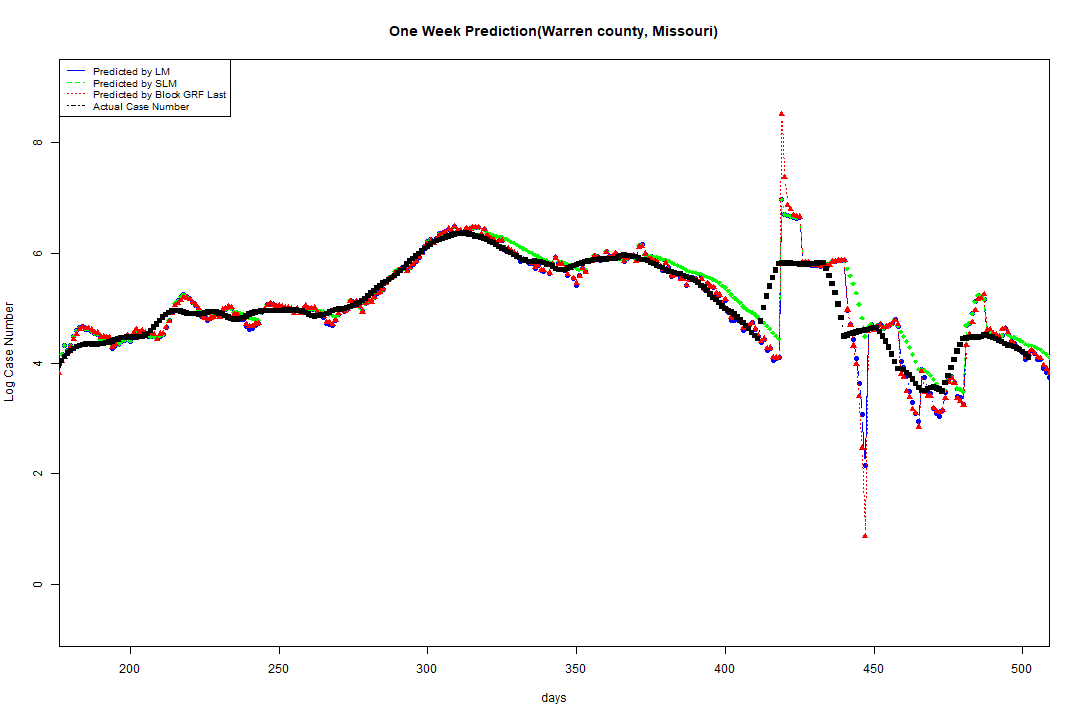 One Week Prediction(Warren county, Missouri)
Predicted by LM
Predicted by SLM
Predicted by Block GRF Last
Actual Case Number
Log Case Number
8
6
4
2
0
200 250 300 350 400 450 500
days